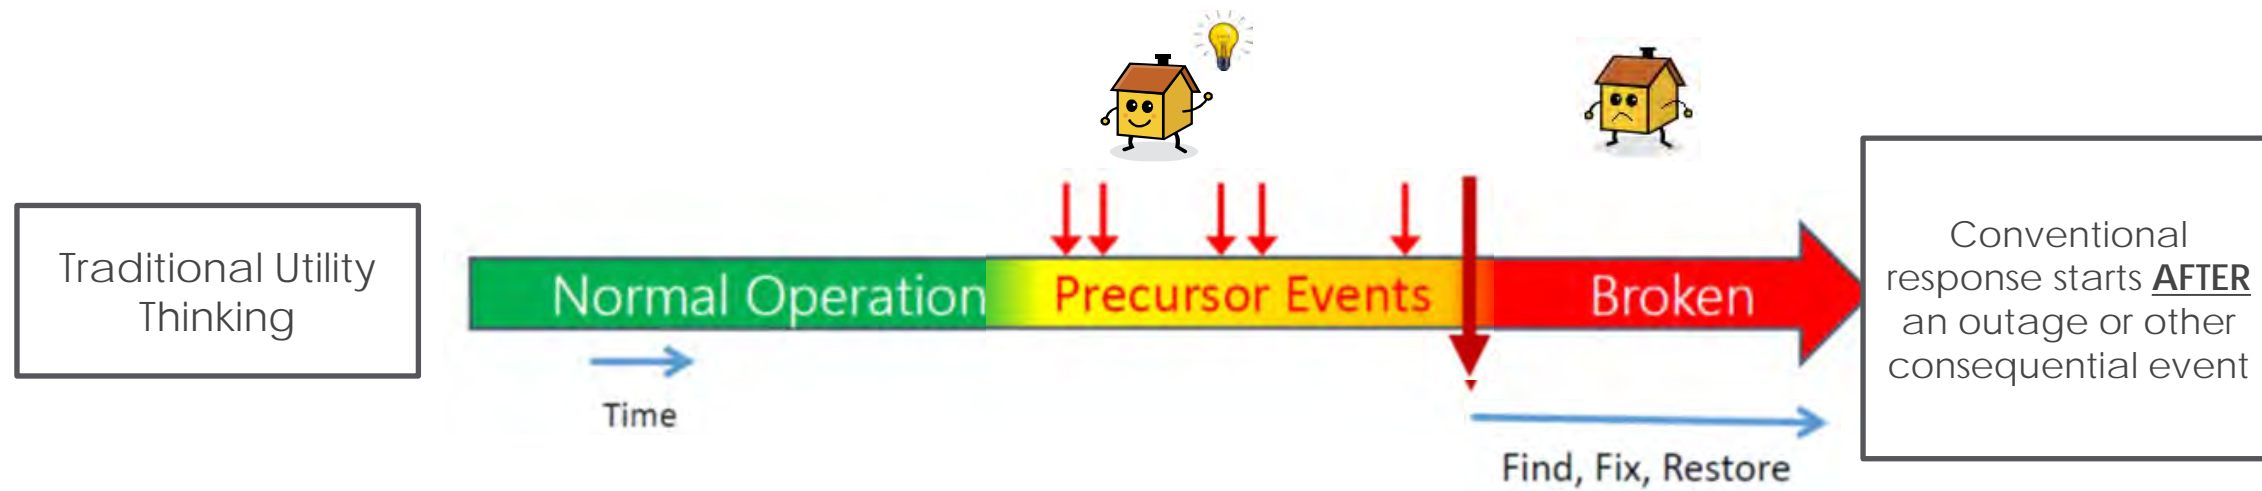 Traditional Utility
Thinking
Normal Operation
Precursor Events
Broken
Time
Find, Fix, Restore
Conventional
response starts AFTER
an outage or other
consequential event